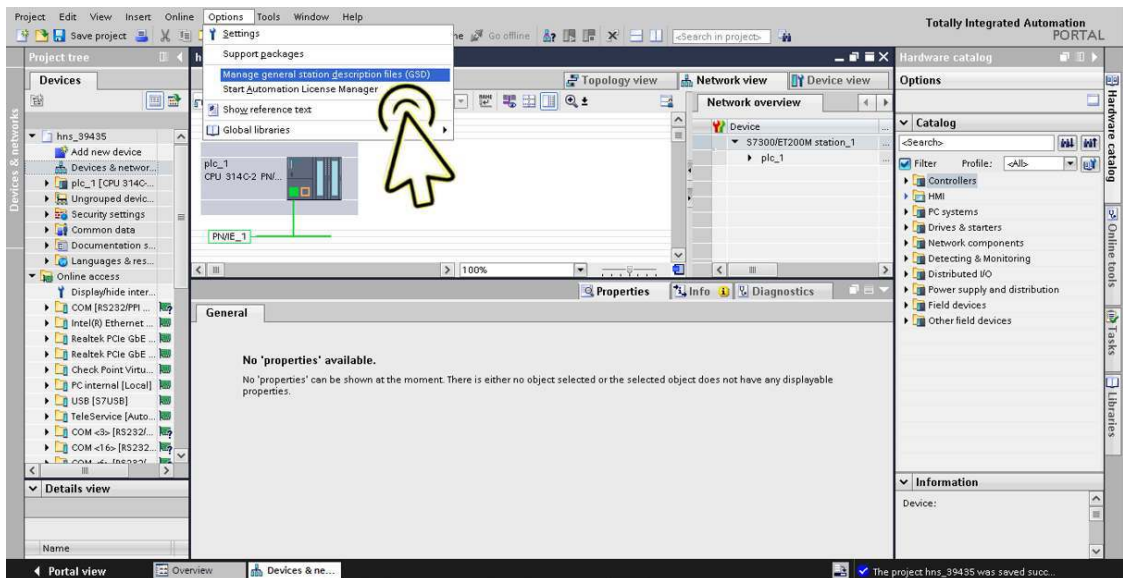 Project Edit View Insert Online Options Tools Window Help
Totally Integrated Automation
PORTAL
Save project
Go offline
<Search in project>
Settings
Support packages
Manage general station description files (GSD)
Start Automation License Manager
Show reference text
Global libraries
Project tree
Devices
hns_39435
Add new device
Devices & networ...
plc_1 [CPU 314C-...
Ungrouped devic...
Security settings
Common data
Documentation s...
Languages & res...
Online access
Display/hide inter...
COM [RS232/PPI ...
Intel(R) Ethernet ...
Realtek PCIe GbE ...
Realtek PCIe GbE ...
Check Point Virtu...
PC internal [Local]
USB [S7USB]
TeleService [Auto...
COM <3> [RS232/...
COM <16> [RS232...
Details view
Name
Devices & networks
Topology view
Network view
Device view
plc_1
CPU 314C-2 PN/...
PN/IE_1
100%
Network overview
Device
S7300/ET200M station_1
plc_1
Properties
Info
Diagnostics
General
No 'properties' available.
No 'properties' can be shown at the moment. There is either no object selected or the selected object does not have any displayable
properties.
Hardware catalog
Options
Catalog
<Search>
Filter Profile: <All>
Controllers
HMI
PC systems
Drives & starters
Network components
Detecting & Monitoring
Distributed I/O
Power supply and distribution
Field devices
Other field devices
Information
Device:
Hardware catalog
Online tools
Tasks
Libraries
Portal view
Overview
Devices & ne...
The project hns_39435 was saved succ...